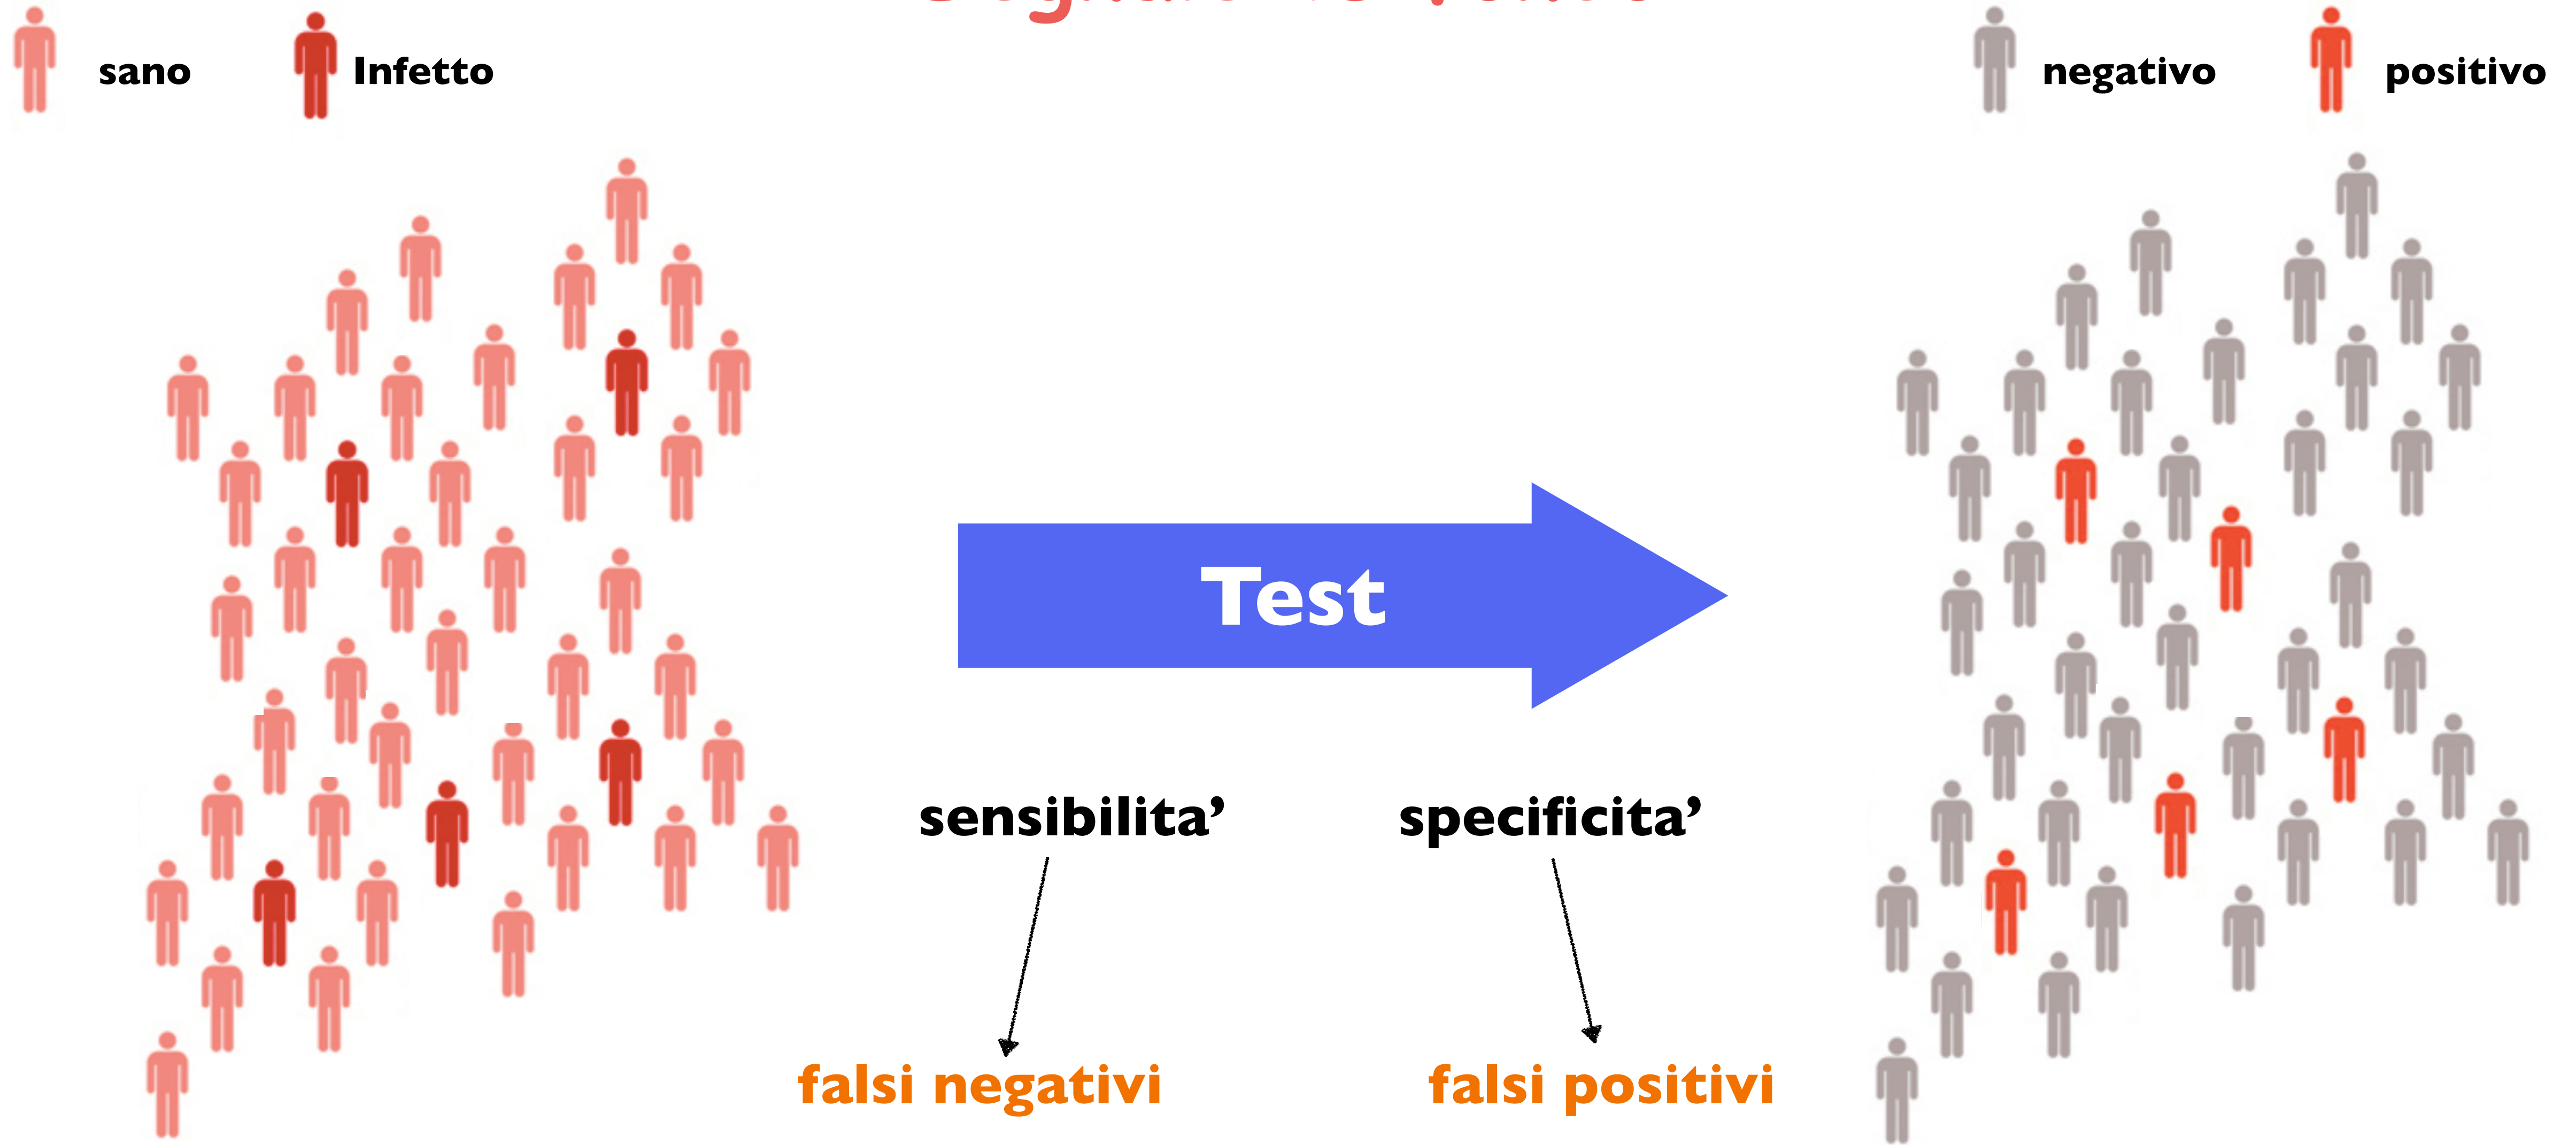 sano
Infetto
negativo
positivo
Test
sensibilita’
specificita’
falsi negativi
falsi positivi